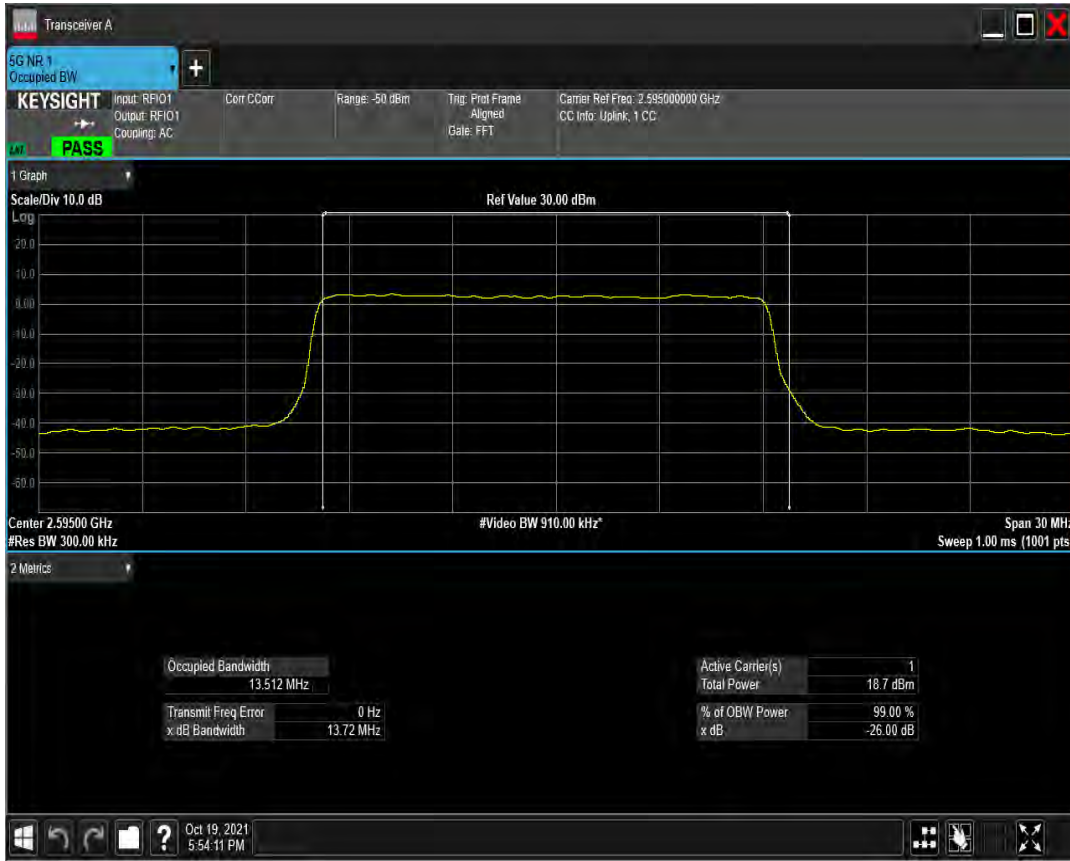 Transceiver A
5G NR 1
Occupied BW
+
KEYSIGHT
Input: RFIO1
Output: RFIO1
Coupling: AC
Corr CCorr
Range: -50 dBm
Trig: Prot Frame
Aligned
Gate: FFT
Carrier Ref Freq: 2.595000000 GHz
CC Info: Uplink, 1 CC
PASS
1 Graph
Scale/Div 10.0 dB
Ref Value 30.00 dBm
Log
20.0
10.0
0.00
-10.0
-20.0
-30.0
-40.0
-50.0
-60.0
Center 2.59500 GHz
#Video BW 910.00 kHz*
Span 30 MHz
#Res BW 300.00 kHz
Sweep 1.00 ms (1001 pts
2 Metrics
Occupied Bandwidth
13.512 MHz
Transmit Freq Error 0 Hz
x dB Bandwidth 13.72 MHz
Active Carrier(s) 1
Total Power 18.7 dBm
% of OBW Power 99.00 %
x dB -26.00 dB
?
Oct 19, 2021
5:54:11 PM